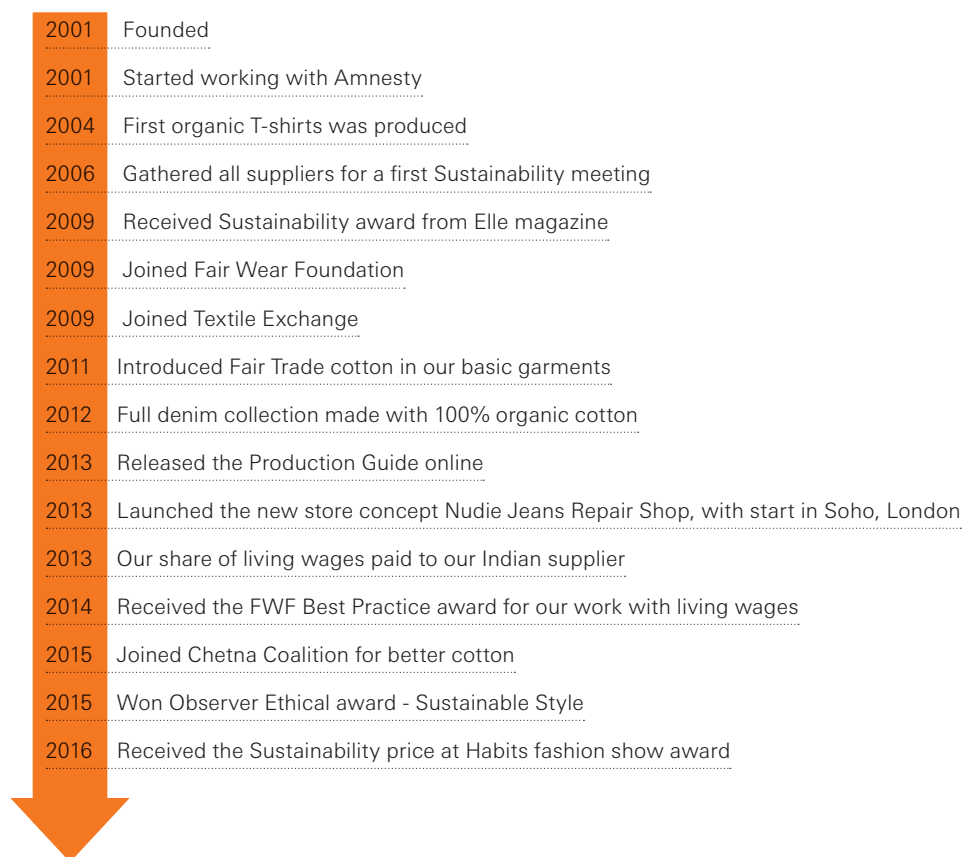 2001 Founded
2001 Started working with Amnesty
2004 First organic T-shirts was produced
2006 Gathered all suppliers for a first Sustainability meeting
2009 Received Sustainability award from Elle magazine
2009 Joined Fair Wear Foundation
2009 Joined Textile Exchange
2011 Introduced Fair Trade cotton in our basic garments
2012 Full denim collection made with 100% organic cotton
2013 Released the Production Guide online
2013 Launched the new store concept Nudie Jeans Repair Shop, with start in Soho, London
2013 Our share of living wages paid to our Indian supplier
2014 Received the FWF Best Practice award for our work with living wages
2015 Joined Chetna Coalition for better cotton
2015 Won Observer Ethical award - Sustainable Style
2016 Received the Sustainability price at Habits fashion show award